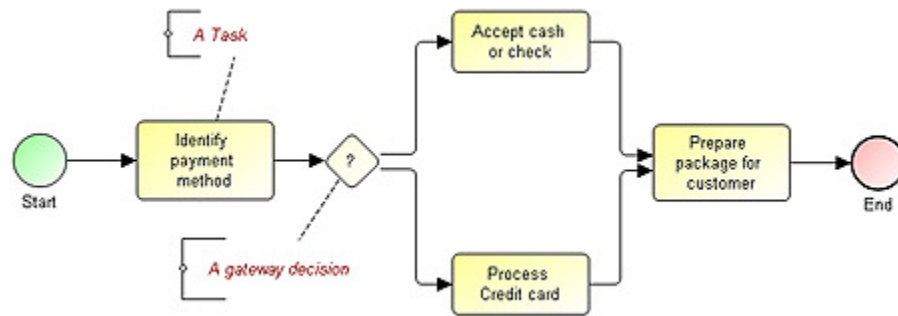 A Task
Accept cash
or check
Identify
payment
method
?
Prepare
package for
customer
Start
End
A gateway decision
Process
Credit card